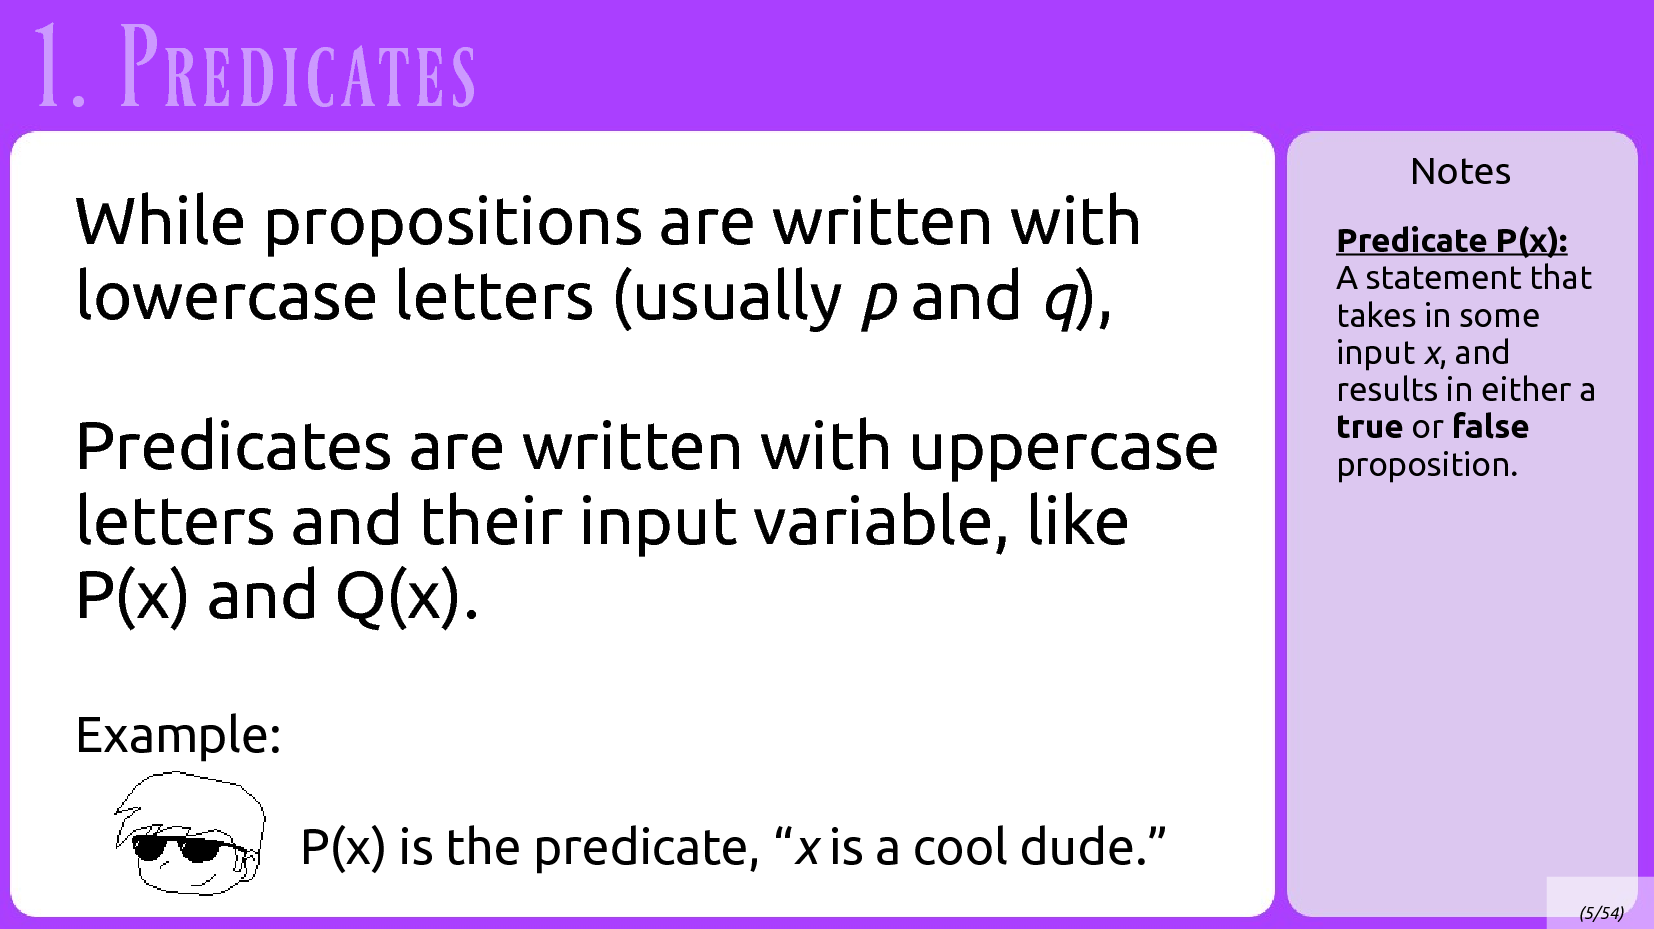 1. Predicates
While propositions are written with
lowercase letters (usually p and q),
Predicates are written with uppercase
letters and their input variable, like
P(x) and Q(x).
Example:
P(x) is the predicate, “x is a cool dude.”
Notes
Predicate P(x):
A statement that
takes in some
input x, and
results in either a
true or false
proposition.
(5/54)